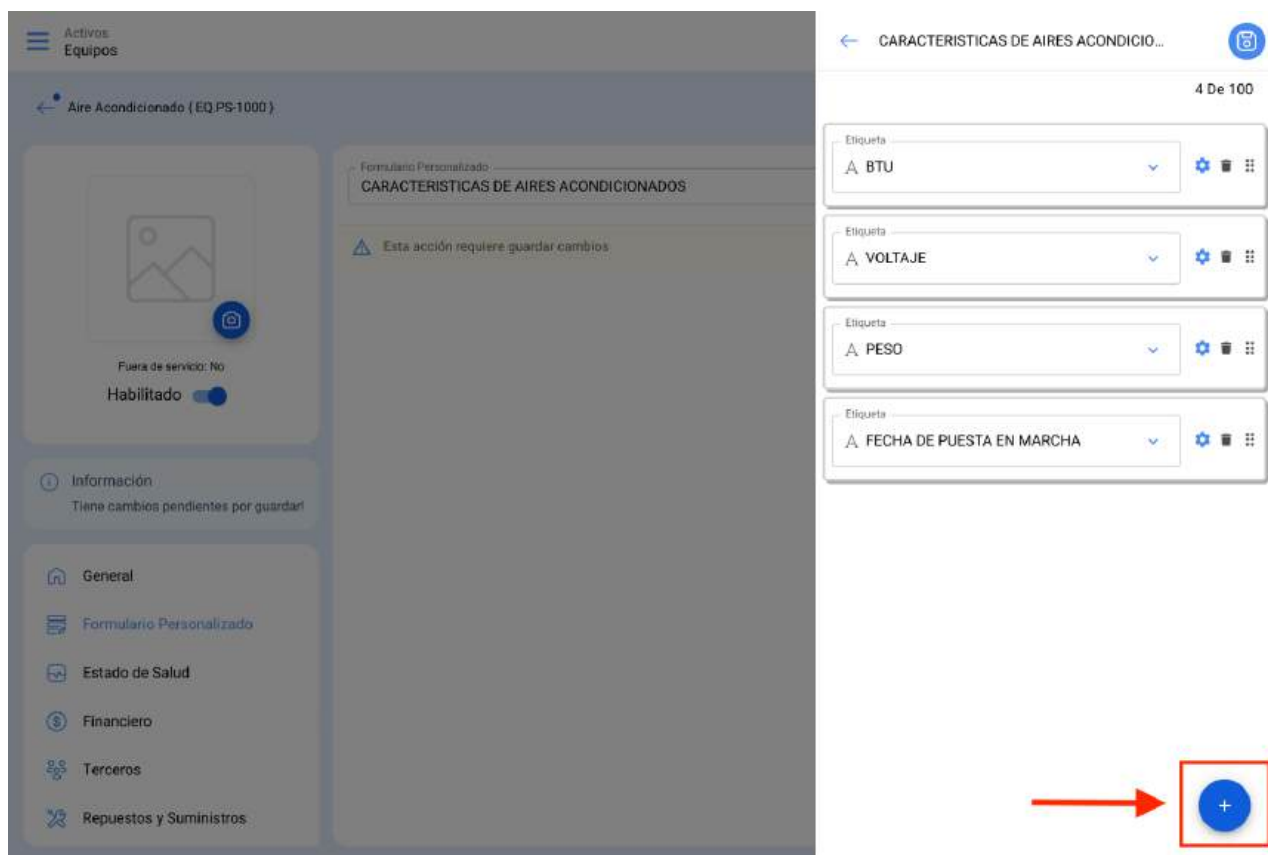 Activos
Equipos
Aire Acondicionado ( EQ.PS-1000 )
Fuera de servicio: No
Habilitado
Información
Tiene cambios pendientes por guardar!
General
Formulario Personalizado
Estado de Salud
Financiero
Terceros
Repuestos y Suministros
Formulario Personalizado
CARACTERISTICAS DE AIRES ACONDICIONADOS
Esta acción requiere guardar cambios
CARACTERISTICAS DE AIRES ACONDICIO...
4 De 100
Etiqueta
A BTU
Etiqueta
A VOLTAJE
Etiqueta
A PESO
Etiqueta
A FECHA DE PUESTA EN MARCHA